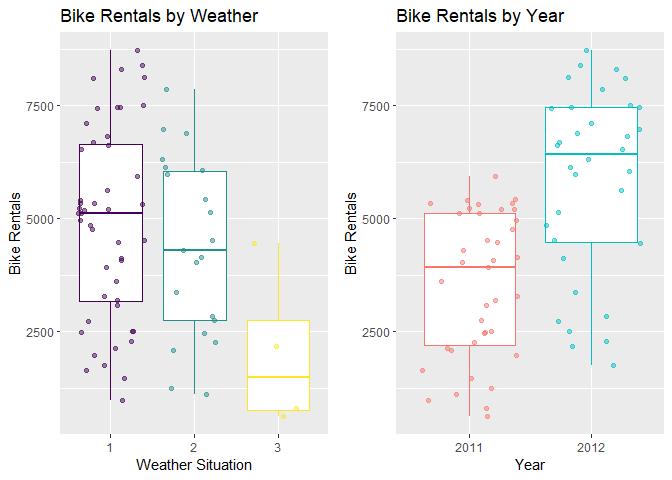 Bike Rentals by Weather
Bike Rentals
7500
5000
2500
1 2 3
Weather Situation
Bike Rentals by Year
Bike Rentals
7500
5000
2500
2011 2012
Year